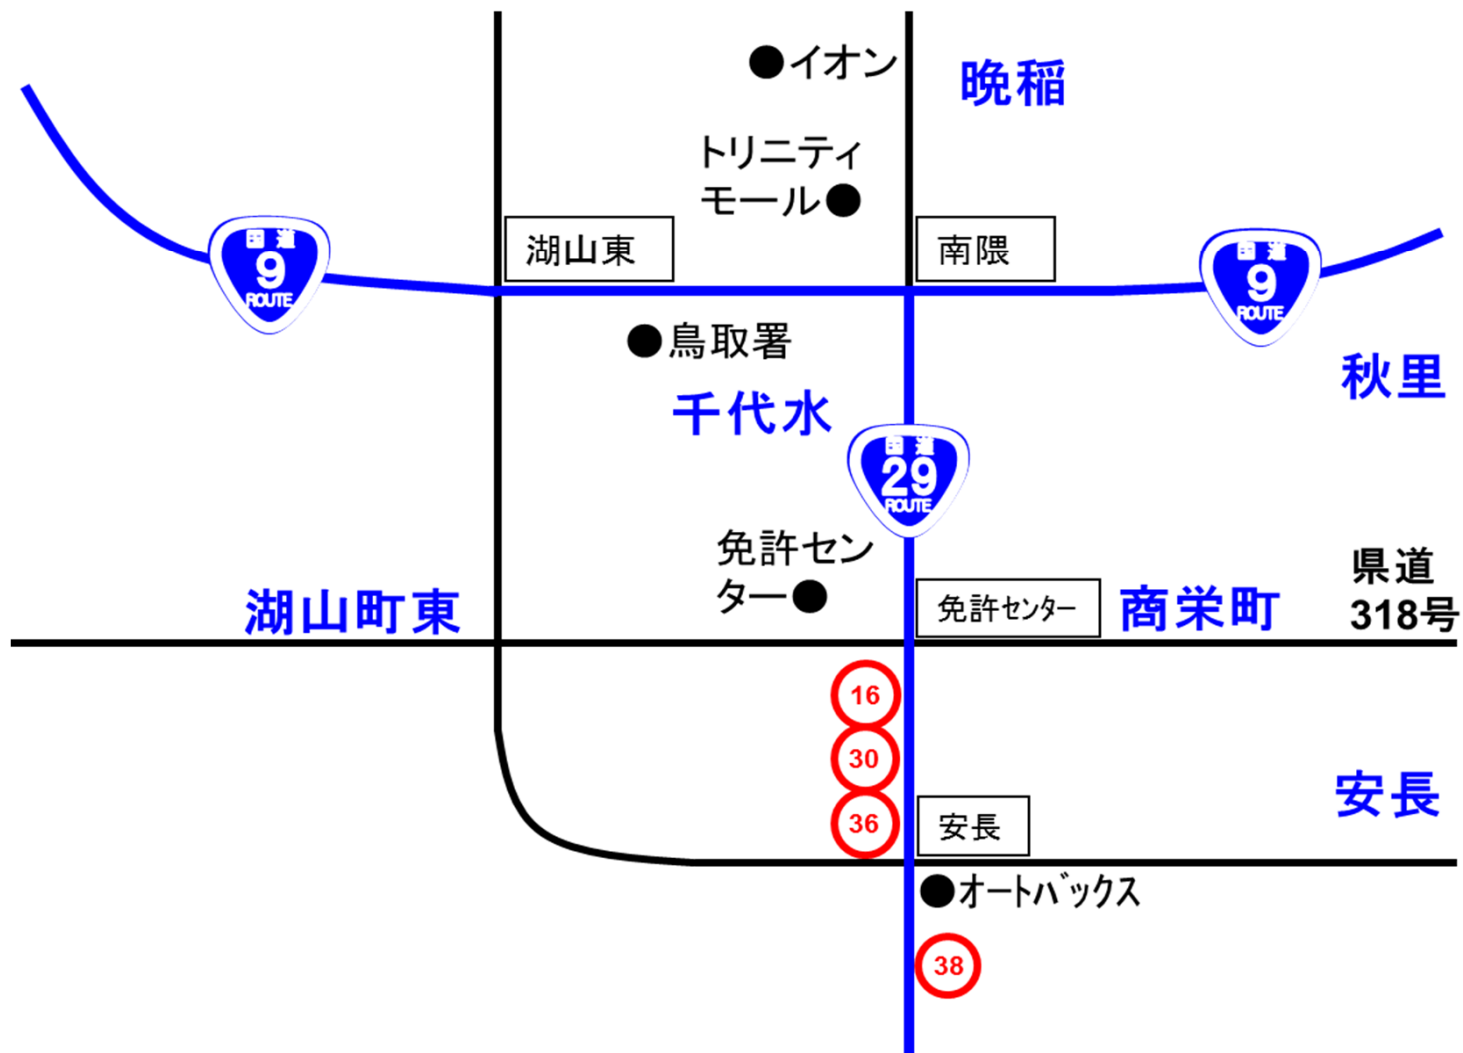 ●イオン
晩稲
トリニティ
モール●
湖山東
南隈
国道
9
ROUTE
国道
9
ROUTE
●鳥取署
秋里
千代水
国道
29
ROUTE
免許セン
ター●
県道
318号
湖山町東
免許ｾﾝﾀｰ
商栄町
16
30
36
安長
安長
●ｵｰﾄﾊﾞｯｸｽ
38